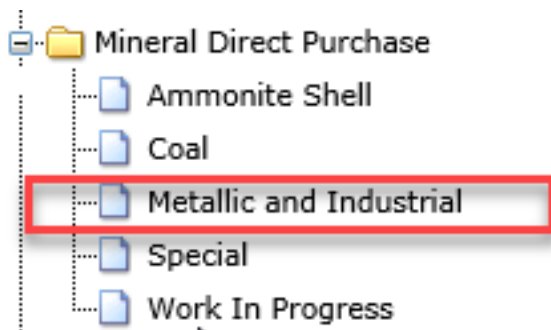 Mineral Direct Purchase
Ammonite Shell
Coal
Metallic and Industrial
Special
Work In Progress